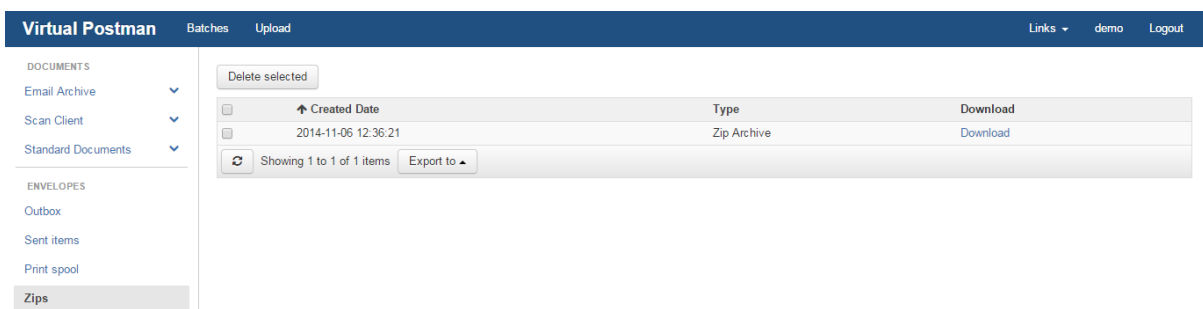 Virtual Postman Batches Upload Links demo Logout
DOCUMENTS
Email Archive
Scan Client
Standard Documents
ENVELOPES
Outbox
Sent items
Print spool
Zips
Delete selected
Created Date Type Download
2014-11-06 12:36:21 Zip Archive Download
Showing 1 to 1 of 1 items Export to